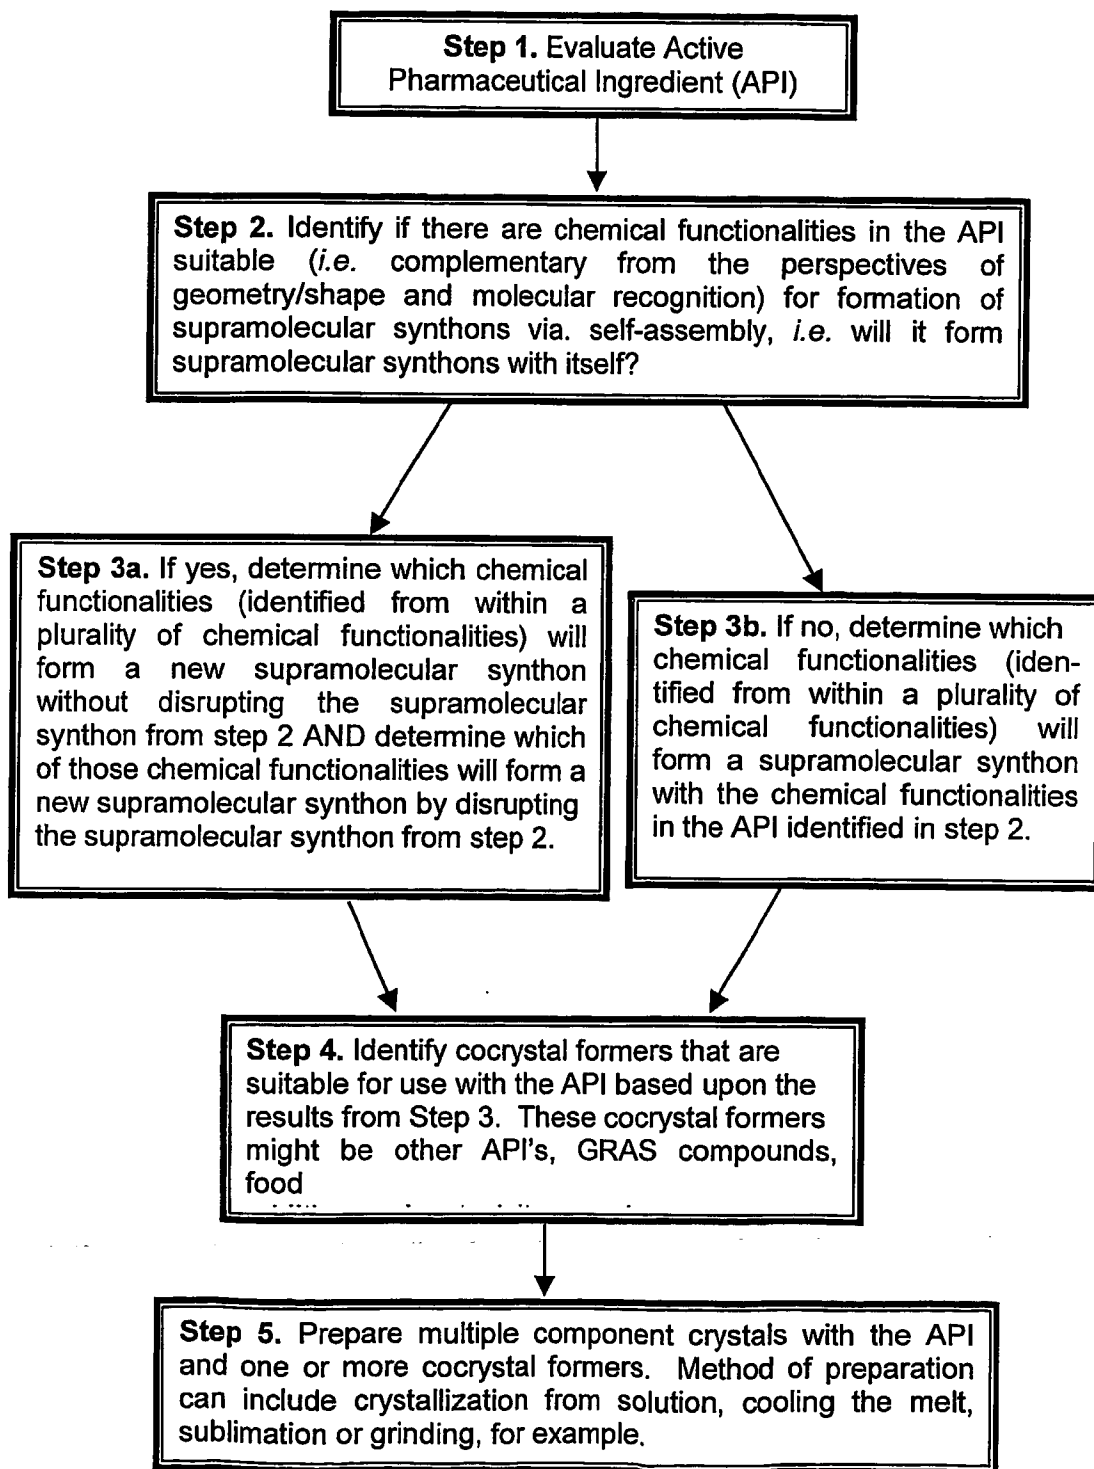 Step 1. Evaluate Active
Pharmaceutical Ingredient (API)
Step 2. Identify if there are chemical functionalities in the API
suitable (i.e. complementary from the perspectives of
geometry/shape and molecular recognition) for formation of
supramolecular synthons via. self-assembly, i.e. will it form
supramolecular synthons with itself?
Step 3a. If yes, determine which chemical
functionalities (identified from within a
plurality of chemical functionalities) will
form a new supramolecular synthon
without disrupting the supramolecular
synthon from step 2 AND determine which
of those chemical functionalities will form a
new supramolecular synthon by disrupting
the supramolecular synthon from step 2.
Step 3b. If no, determine which
chemical functionalities (iden-
tified from within a plurality of
chemical functionalities) will
form a supramolecular synthon
with the chemical functionalities
in the API identified in step 2.
Step 4. Identify cocrystal formers that are
suitable for use with the API based upon the
results from Step 3. These cocrystal formers
might be other API's, GRAS compounds,
food
Step 5. Prepare multiple component crystals with the API
and one or more cocrystal formers. Method of preparation
can include crystallization from solution, cooling the melt,
sublimation or grinding, for example.